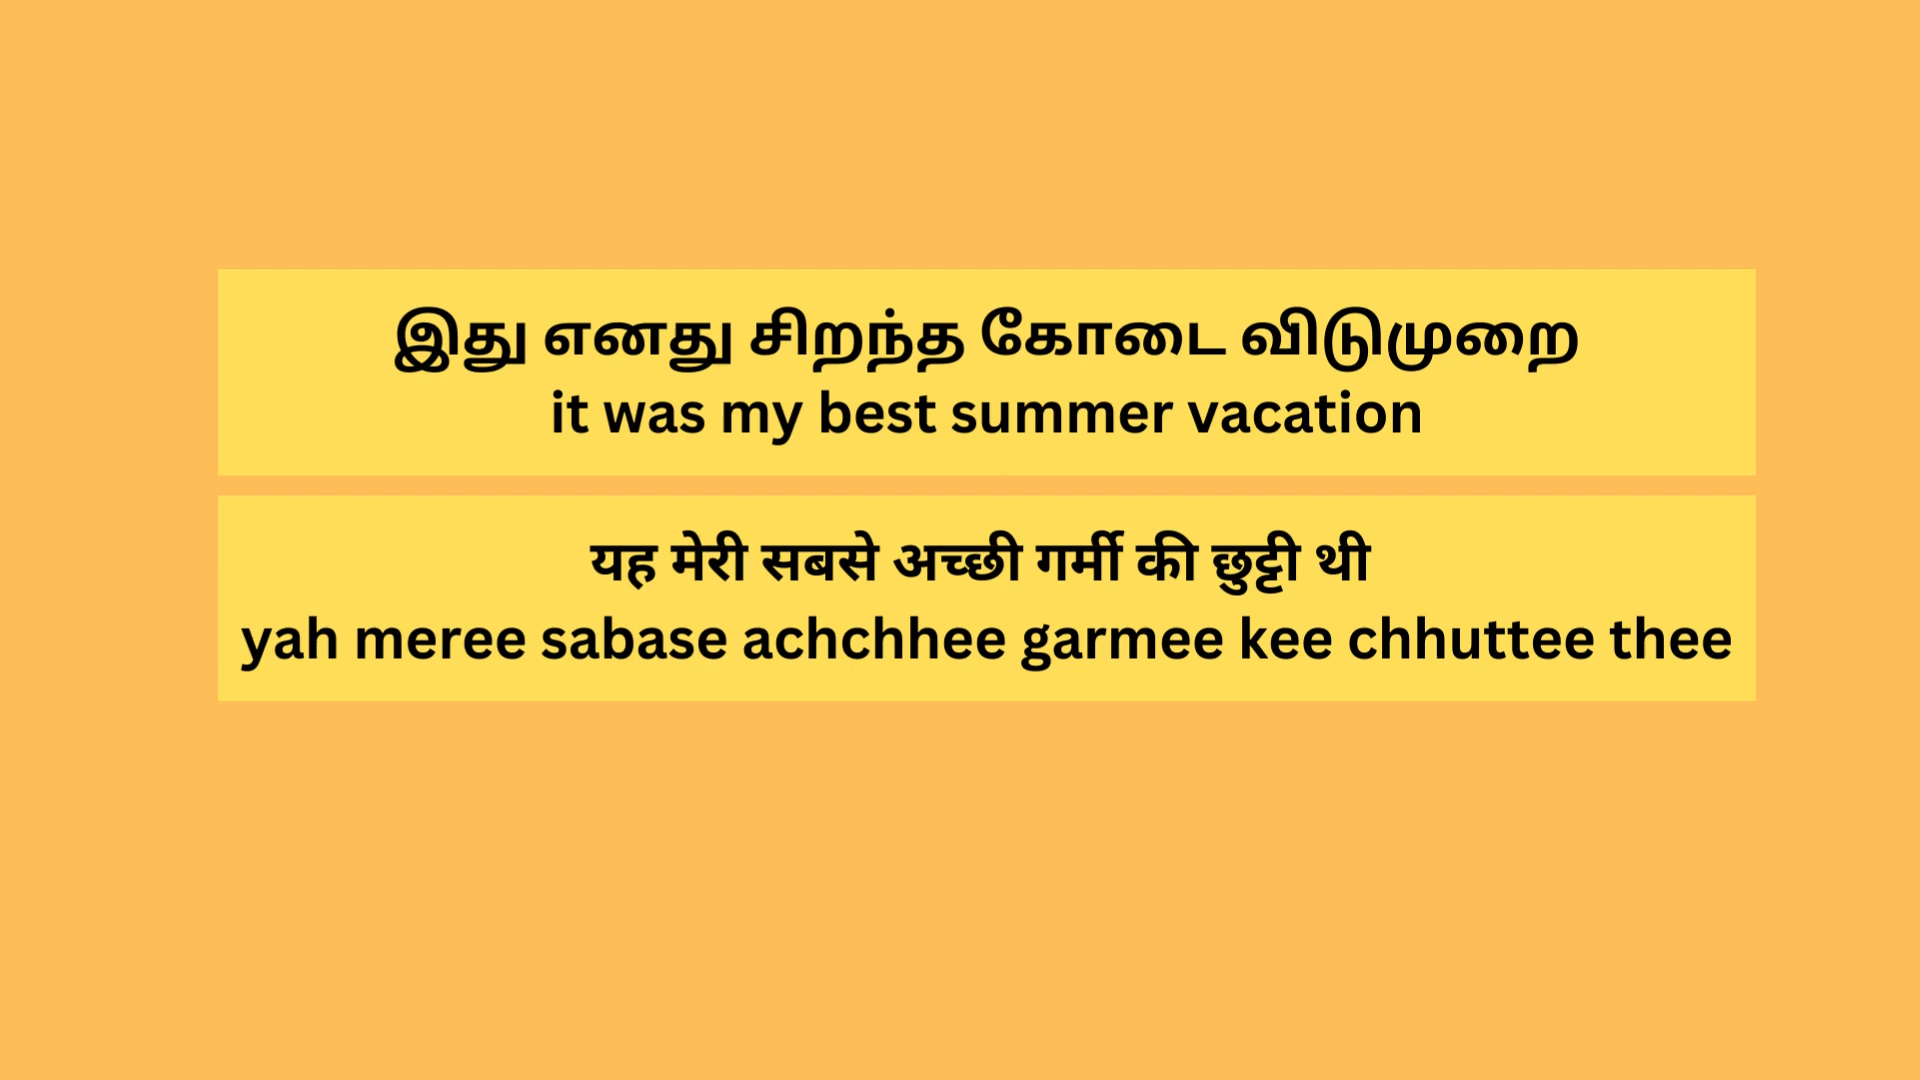 இது எனது சிறந்த கோடை விடுமுறை
it was my best summer vacation
यह मेरी सबसे अच्छी गर्मी की छुट्टी थी
yah meree sabase achchhee garmee kee chhuttee thee